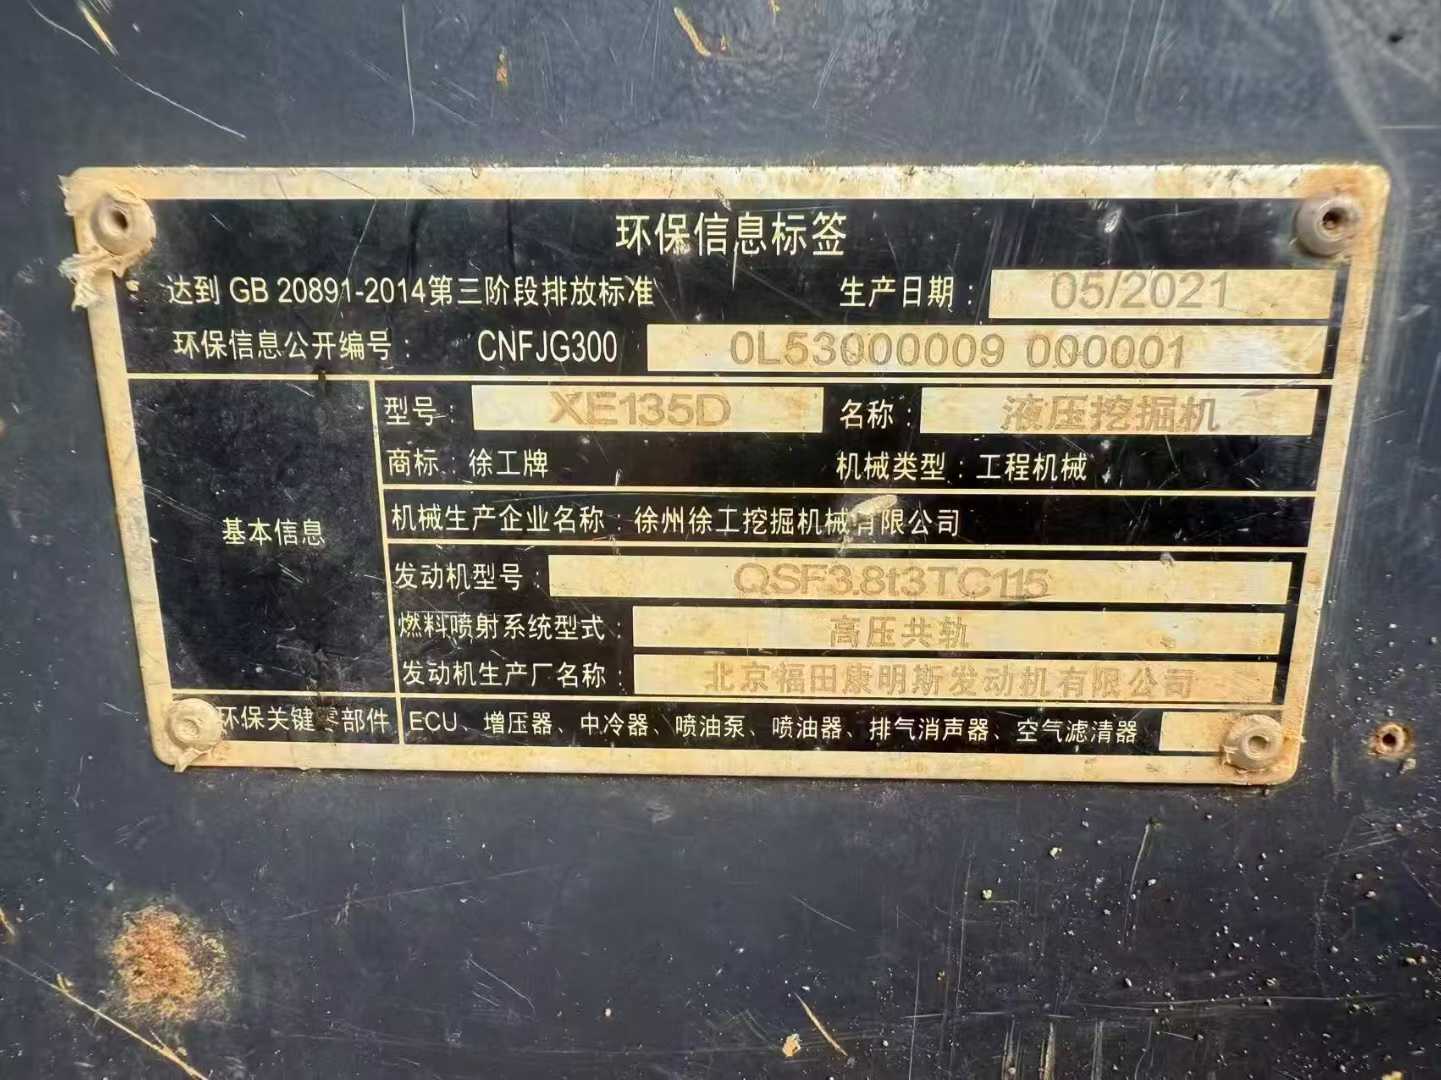 环保信息标签
达到 GB 20891-2014第三阶段排放标准 生产日期： 05/2021
环保信息公开编号： CNFJG300 0L53000009 000001
基本信息
型号： XE135D 名称： 液压挖掘机
商标：徐工牌 机械类型：工程机械
机械生产企业名称：徐州徐工挖掘机械有限公司
发动机型号： QSF3.8t3TC115
燃料喷射系统型式： 高压共轨
发动机生产厂名称： 北京福田康明斯发动机有限公司
环保关键零部件 ECU、增压器、中冷器、喷油泵、喷油器、排气消声器、空气滤清器